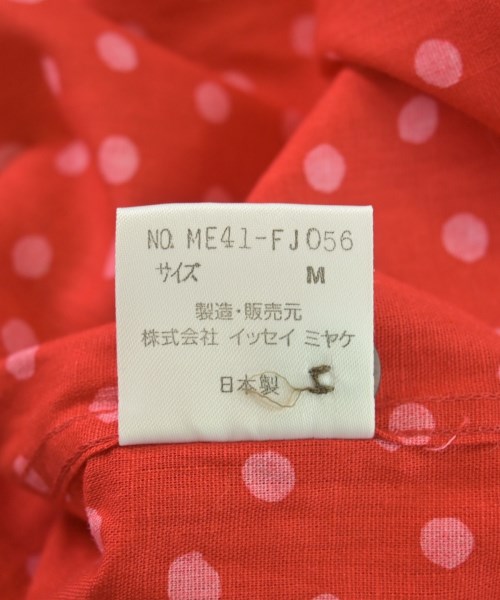 NO. ME41-FJ056
サイズ M
製造・販売元
株式会社 イッセイ ミヤケ
日本製